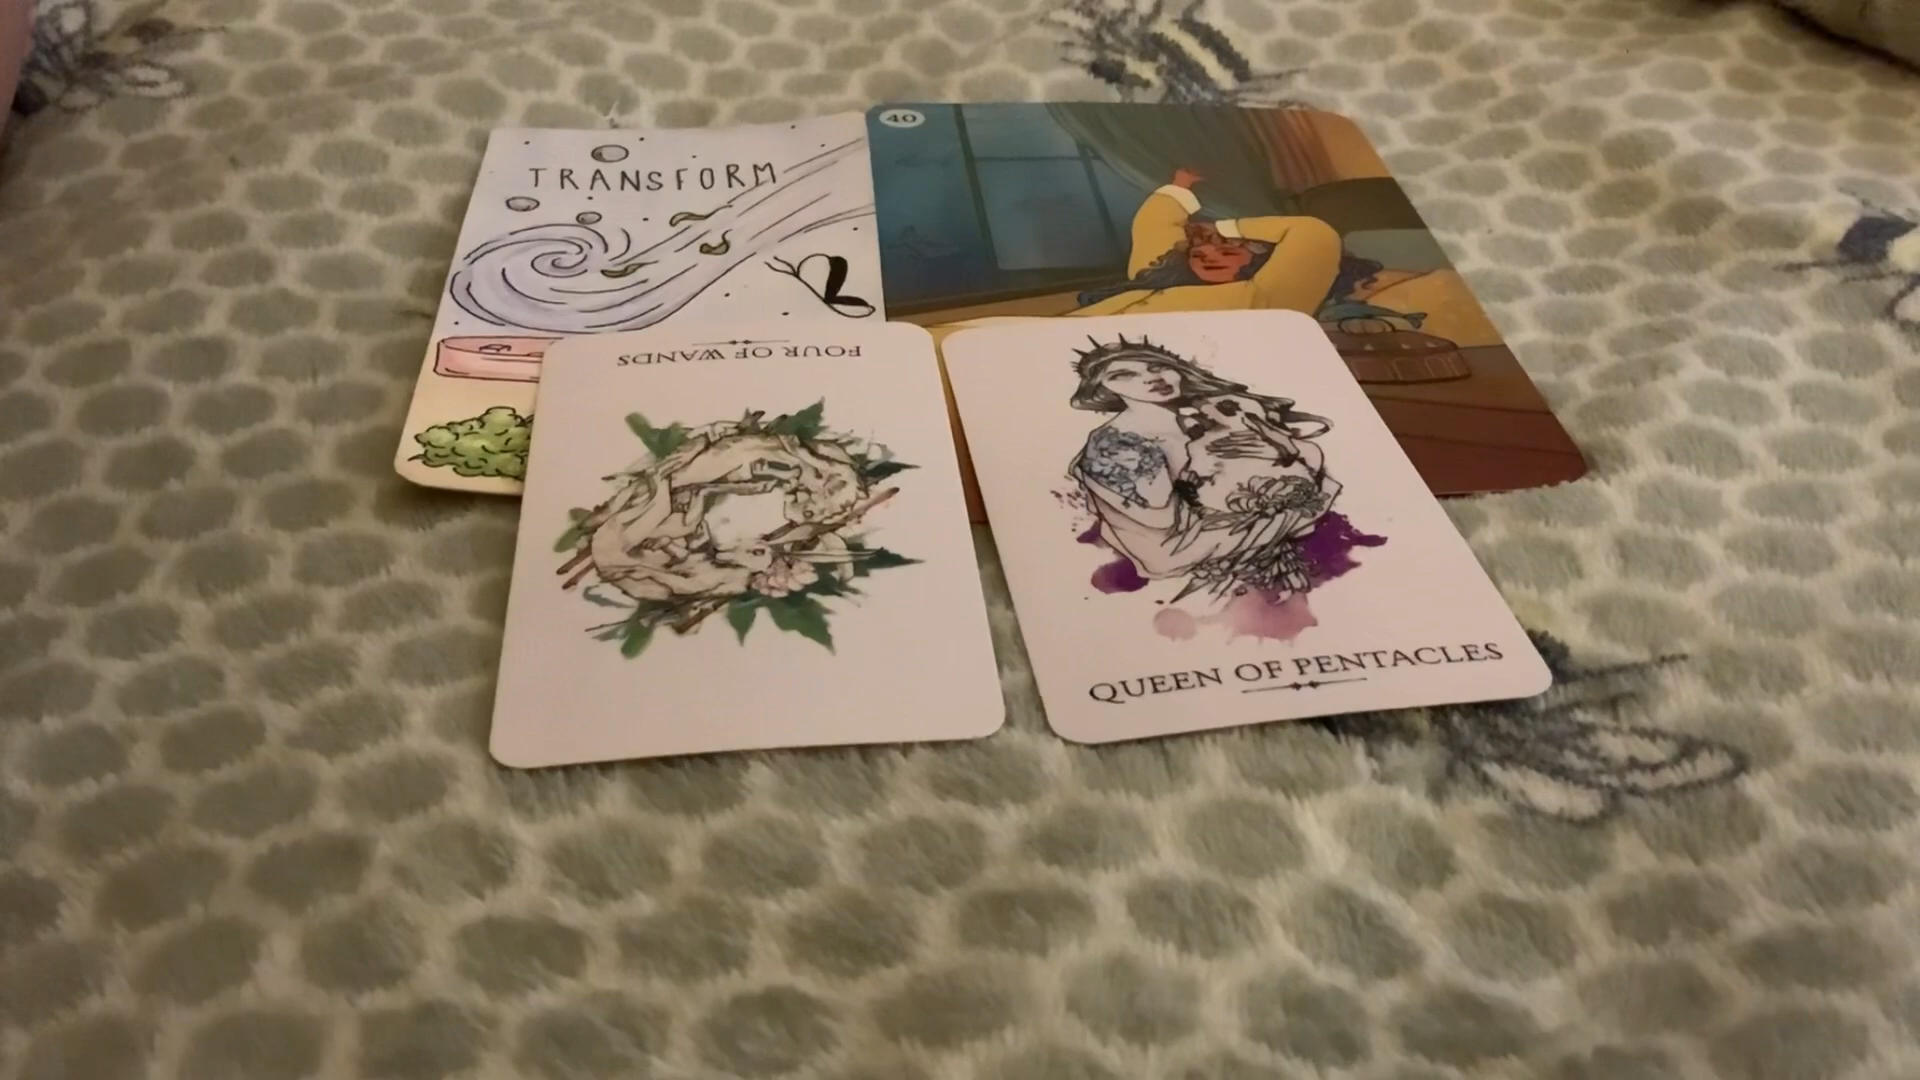 TRANSFORM
40
FOUR OF WANDS
QUEEN OF PENTACLES